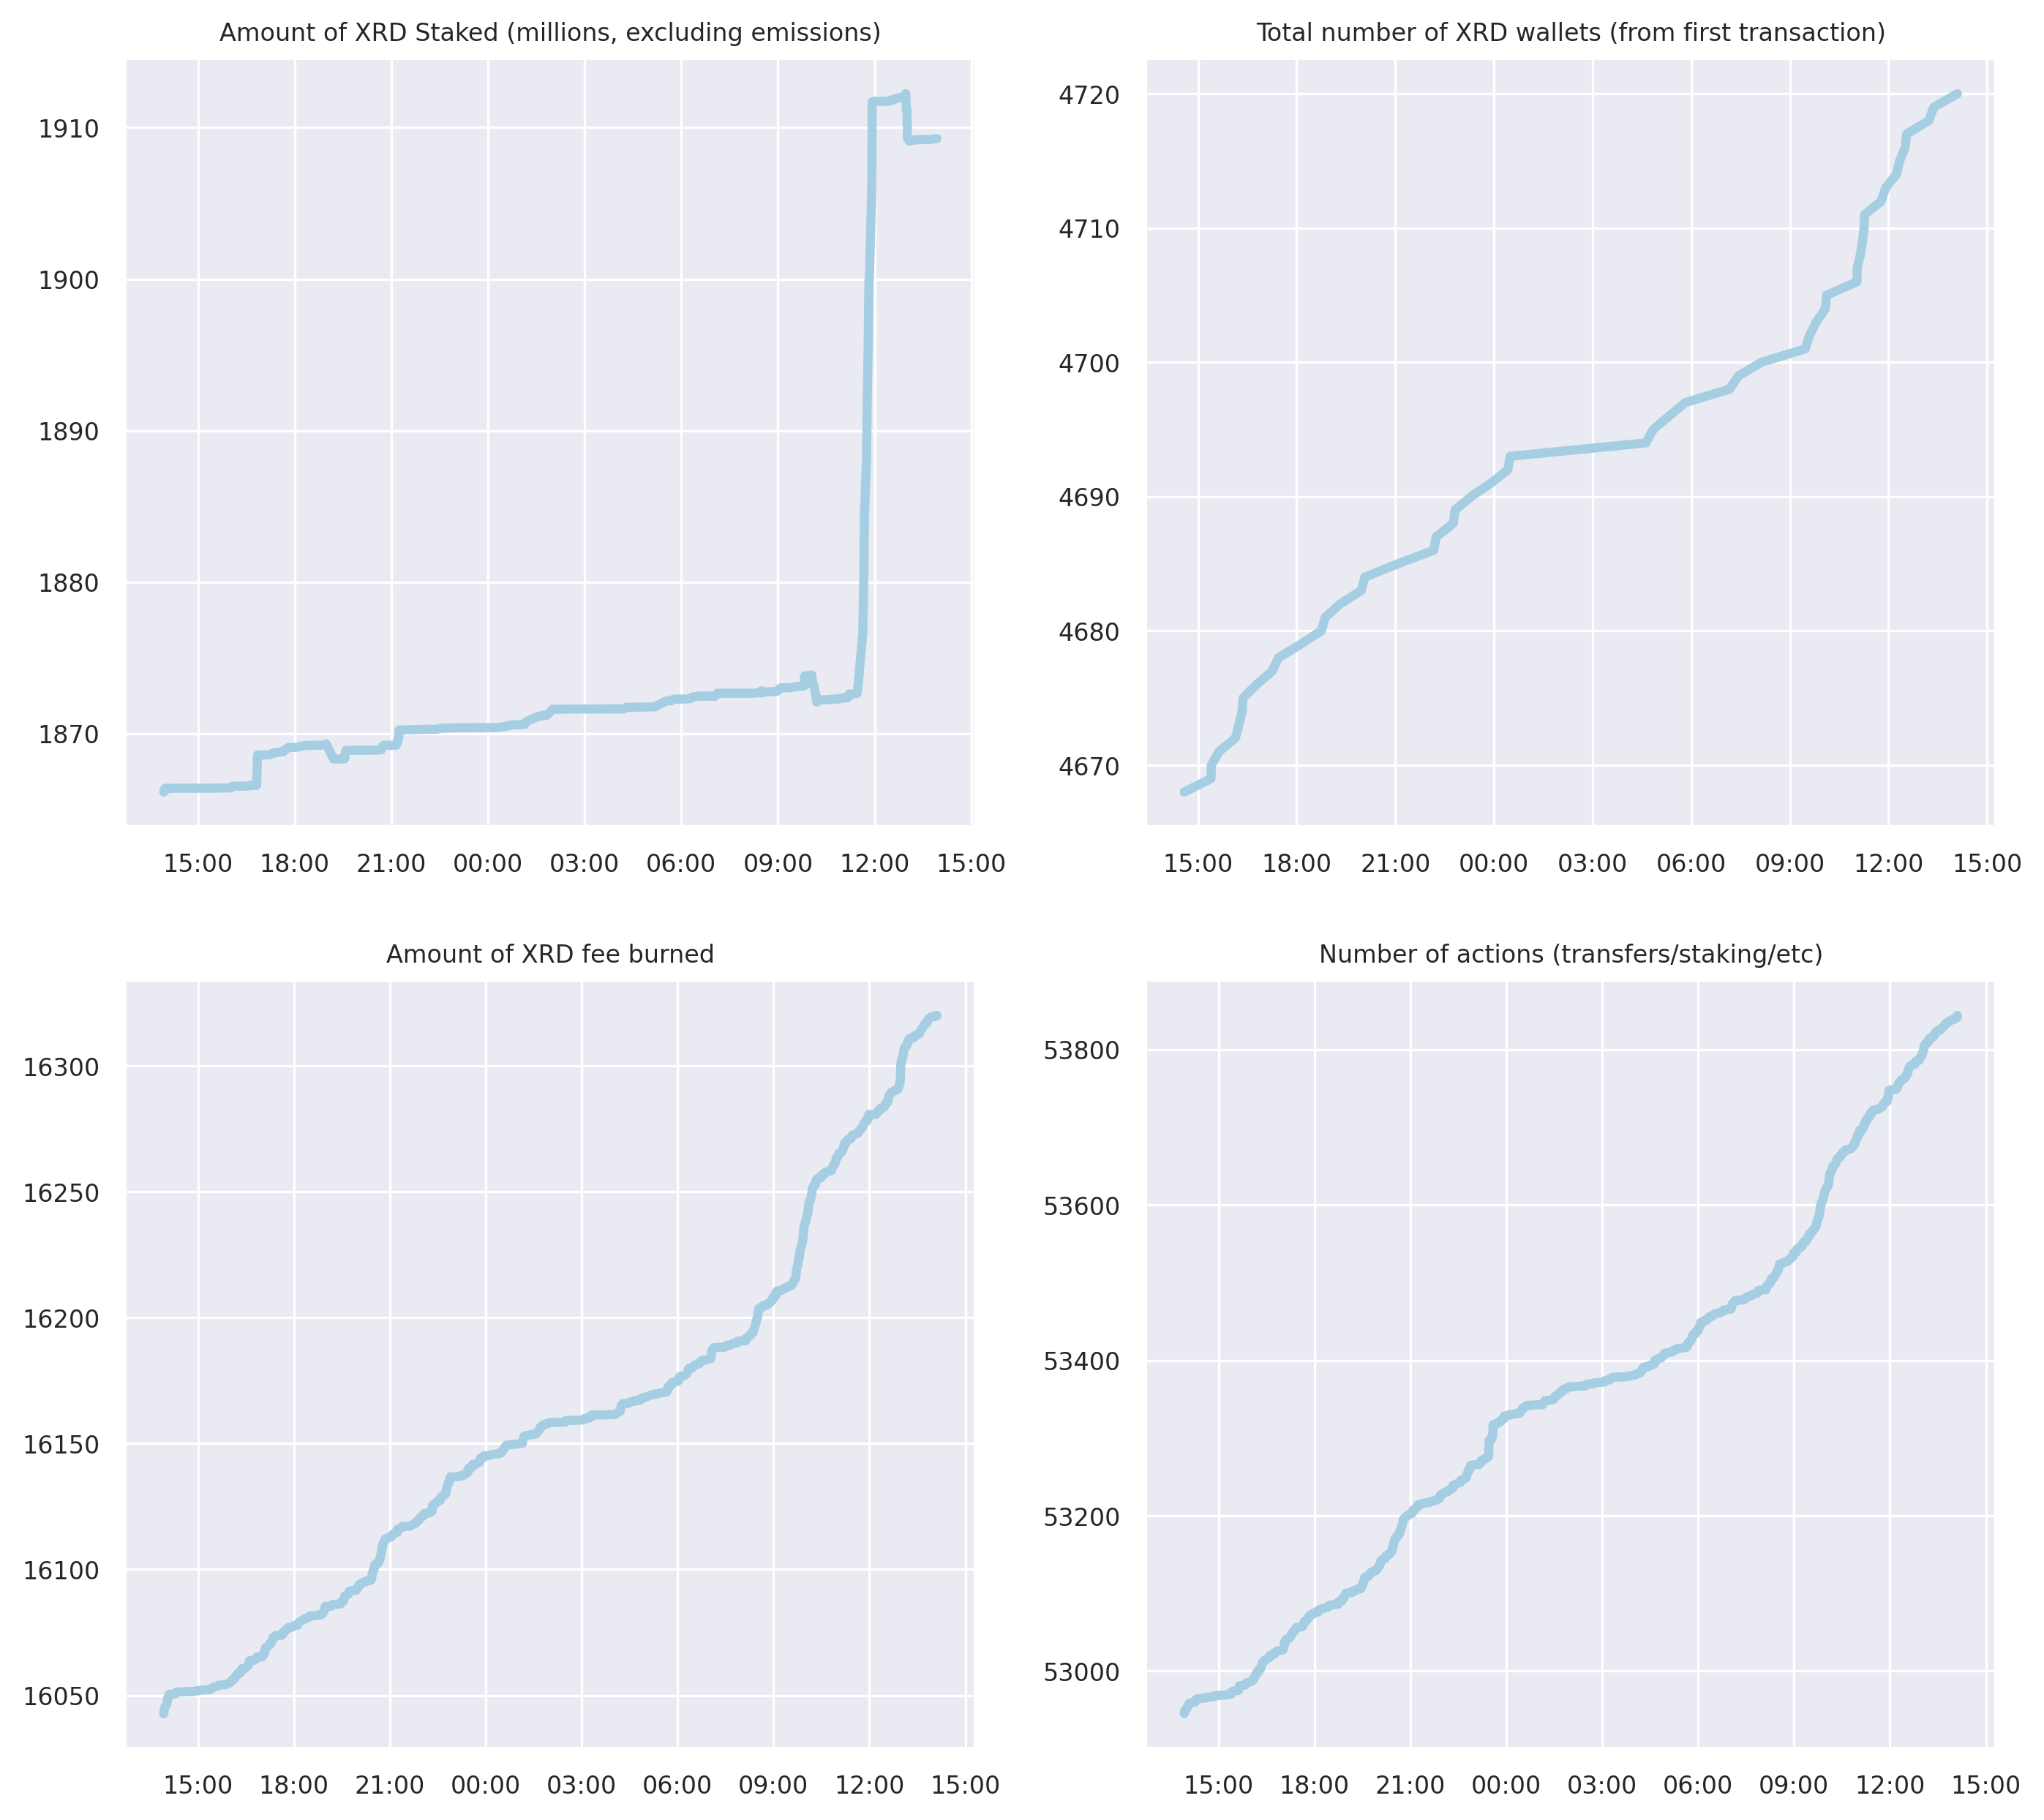 Amount of XRD Staked (millions, excluding emissions)
1910
1900
1890
1880
1870
15:00 18:00 21:00 00:00 03:00 06:00 09:00 12:00 15:00
Total number of XRD wallets (from first transaction)
4720
4710
4700
4690
4680
4670
15:00 18:00 21:00 00:00 03:00 06:00 09:00 12:00 15:00
Amount of XRD fee burned
16300
16250
16200
16150
16100
16050
15:00 18:00 21:00 00:00 03:00 06:00 09:00 12:00 15:00
Number of actions (transfers/staking/etc)
53800
53600
53400
53200
53000
15:00 18:00 21:00 00:00 03:00 06:00 09:00 12:00 15:00